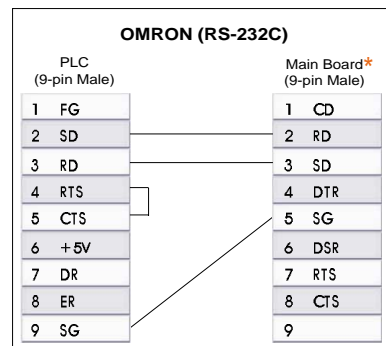 OMRON (RS-232C)
PLC
(9-pin Male)
Main Board*
(9-pin Male)
1 FG
2 SD
3 RD
4 RTS
5 CTS
6 +5V
7 DR
8 ER
9 SG
1 CD
2 RD
3 SD
4 DTR
5 SG
6 DSR
7 RTS
8 CTS
9